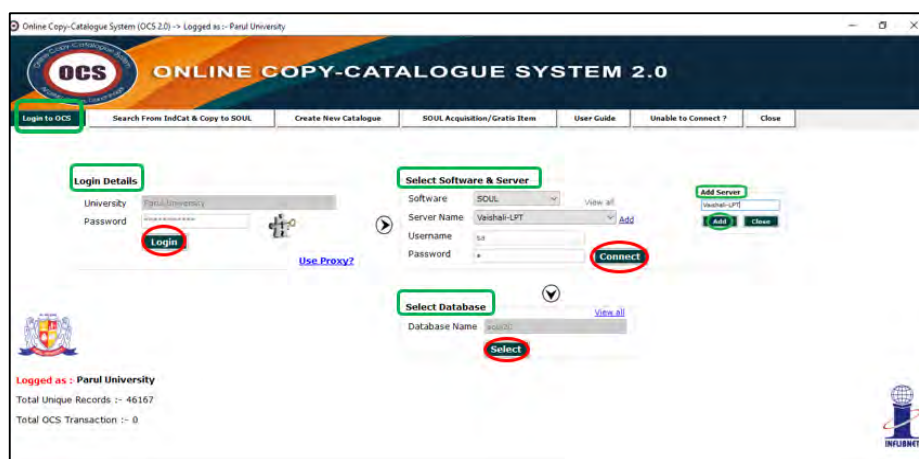 Online Copy-Catalogue System (OCS 2.0) -> Logged as :- Parul University
OCS
ONLINE COPY-CATALOGUE SYSTEM 2.0
Login to OCS
Search From IndCat & Copy to SOUL
Create New Catalogue
SOUL Acquisition/Gratis Item
User Guide
Unable to Connect ?
Close
Login Details
University Parul University
Password
Login
Use Proxy?
Select Software & Server
Software SOUL View all
Server Name Vaishali-LPT Add
Username sa
Password
Connect
Add Server
Vaishali-LPT
Add Close
Select Database
View all
Database Name
Select
Logged as :- Parul University
Total Unique Records :- 46167
Total OCS Transaction :- 0
INFLIBNET